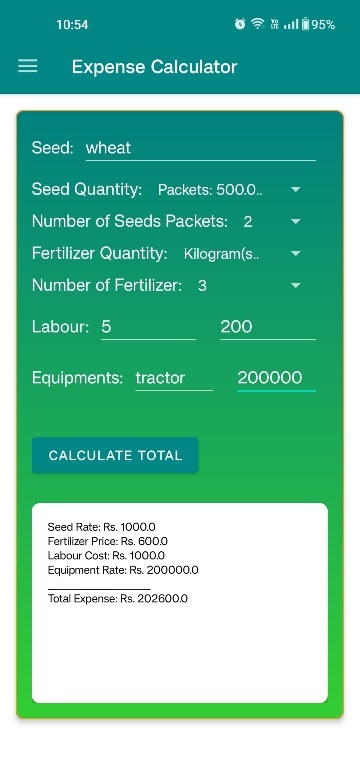 10:54 Vo LTE 95%
Expense Calculator
Seed: wheat
Seed Quantity: Packets: 500.0..
Number of Seeds Packets: 2
Fertilizer Quantity: Kilogram(s..
Number of Fertilizer: 3
Labour: 5 200
Equipments: tractor 200000
CALCULATE TOTAL
Seed Rate: Rs. 1000.0
Fertilizer Price: Rs. 600.0
Labour Cost: Rs. 1000.0
Equipment Rate: Rs. 200000.0
Total Expense: Rs. 202600.0